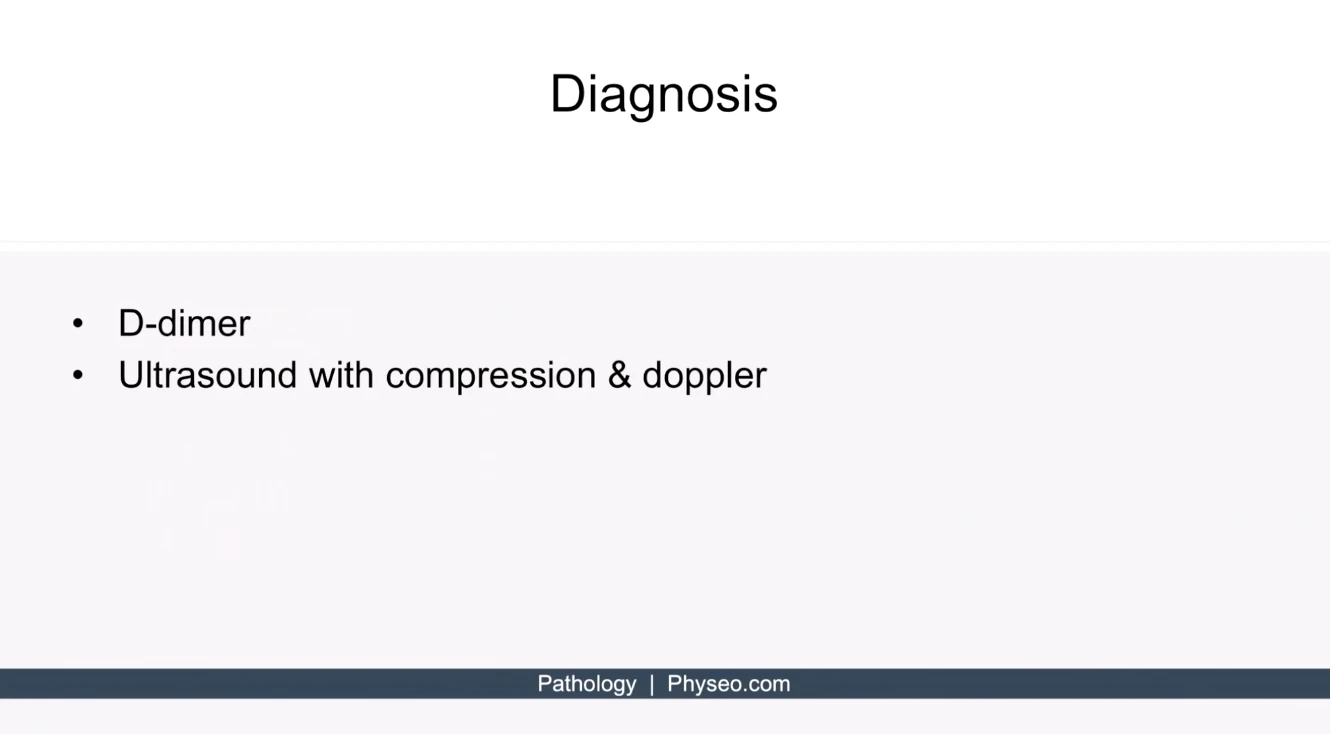 Diagnosis
• D-dimer
• Ultrasound with compression & doppler
Pathology | Physeo.com